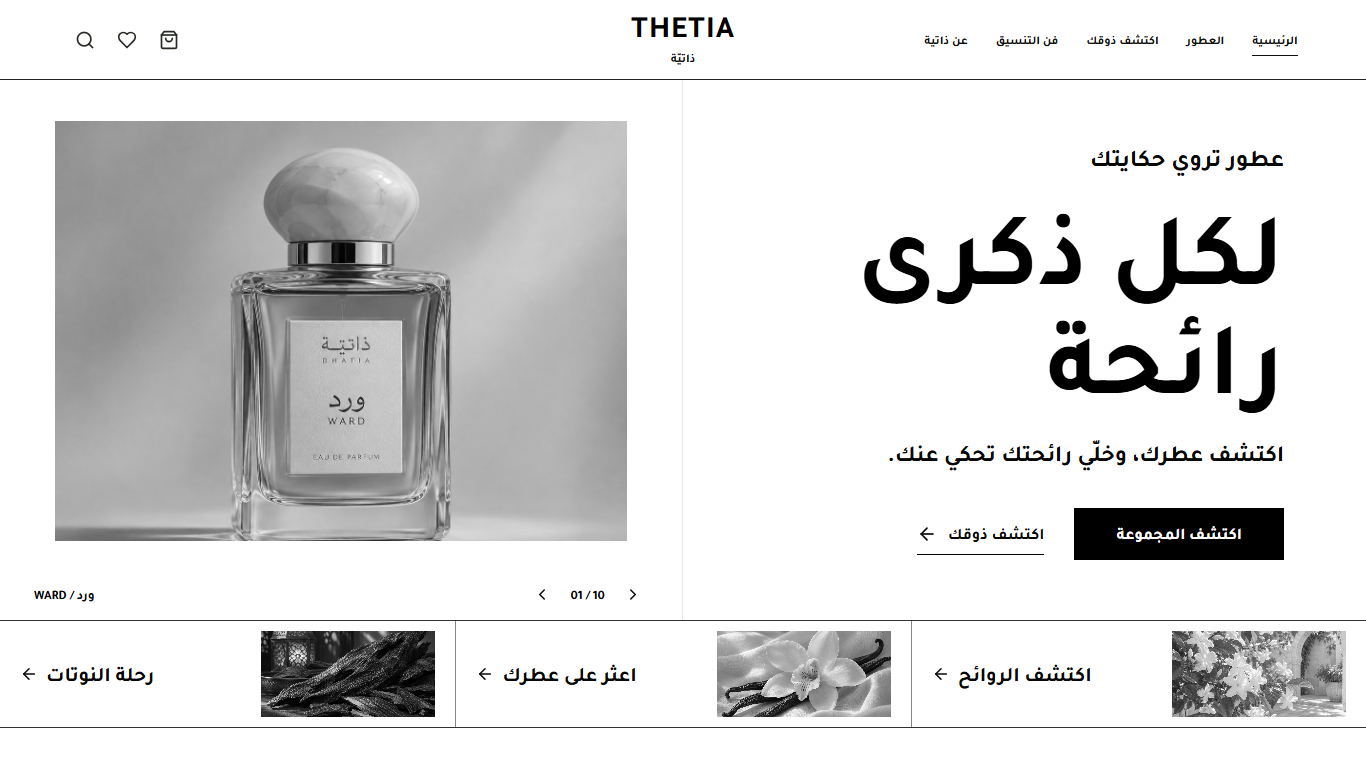 الرئيسية
العطور
اكتشف ذوقك
فن التنسيق
عن ذاتية
THETIA
ذاتيّة
عطور تروي حكايتك
لكل ذكرى
رائحة
اكتشف عطرك، وخلّي رائحتك تحكي عنك.
اكتشف المجموعة
اكتشف ذوقك
ذاتيـة
DHATIA
ورد
WARD
EAU DE PARFUM
01 / 10
ورد / WARD
اكتشف الروائح
اعثر على عطرك
رحلة النوتات